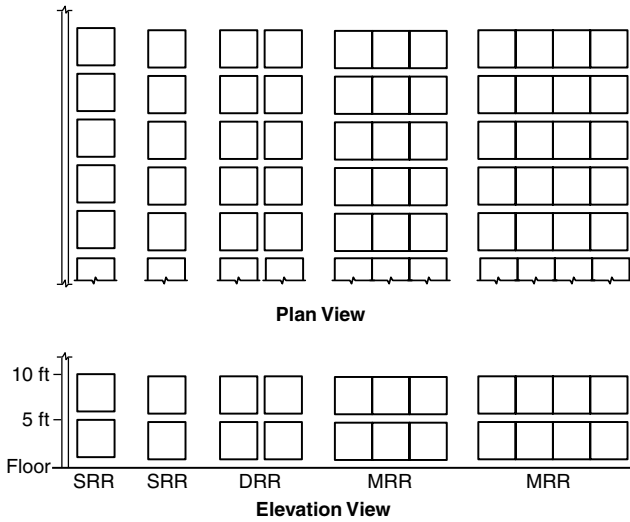 Plan View
10 ft
5 ft
Floor
SRR SRR DRR MRR MRR
Elevation View